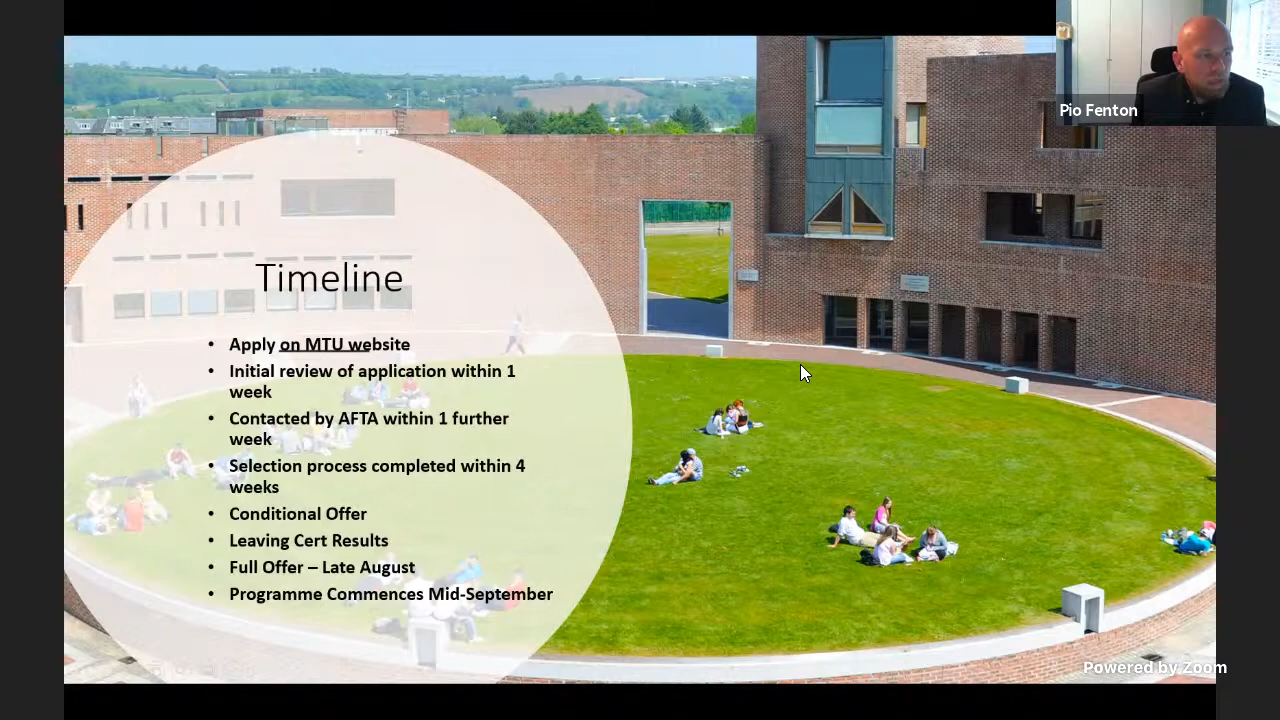 Pio Fenton
Timeline
• Apply on MTU website
• Initial review of application within 1
week
• Contacted by AFTA within 1 further
week
• Selection process completed within 4
weeks
• Conditional Offer
• Leaving Cert Results
• Full Offer – Late August
• Programme Commences Mid-September
Powered by Zoom